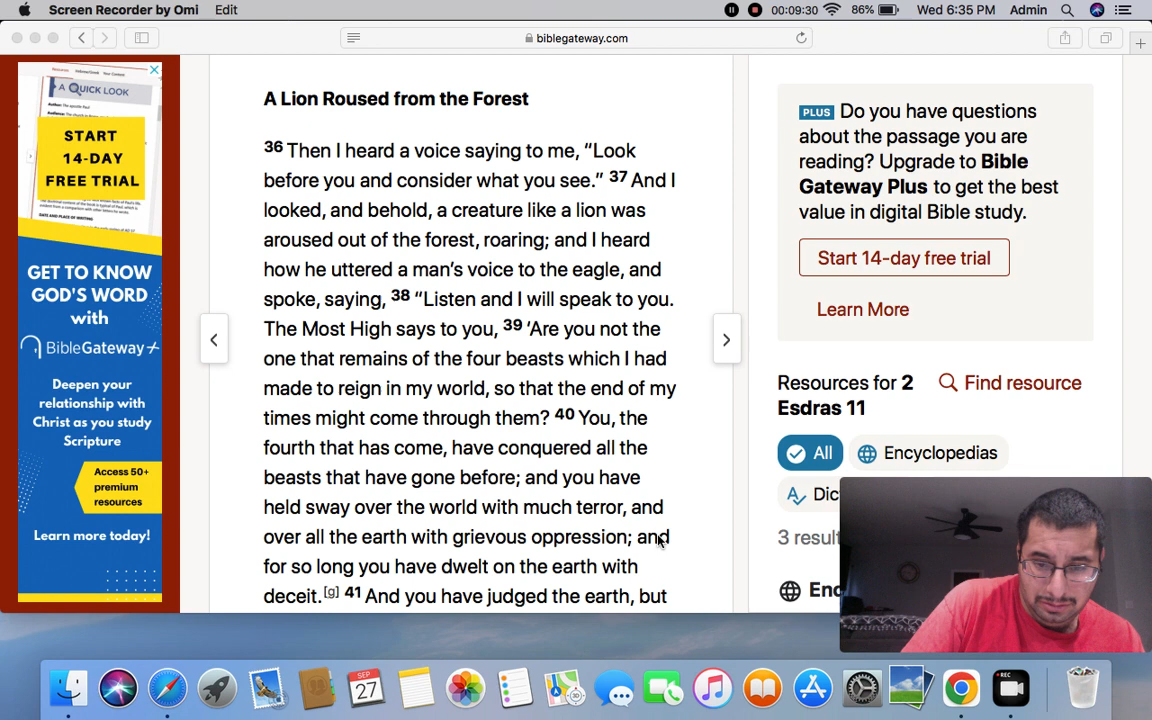 Screen Recorder by Omi Edit 00:09:30 86% Wed 6:35 PM Admin
biblegateway.com
A QUICK LOOK
START
14-DAY
FREE TRIAL
GET TO KNOW
GOD'S WORD
with
BibleGateway+
Deepen your
relationship with
Christ as you study
Scripture
Access 50+
premium
resources
Learn more today!
A Lion Roused from the Forest
36 Then I heard a voice saying to me, “Look
before you and consider what you see.” 37 And I
looked, and behold, a creature like a lion was
aroused out of the forest, roaring; and I heard
how he uttered a man’s voice to the eagle, and
spoke, saying, 38 “Listen and I will speak to you.
The Most High says to you, 39 ‘Are you not the
one that remains of the four beasts which I had
made to reign in my world, so that the end of my
times might come through them? 40 You, the
fourth that has come, have conquered all the
beasts that have gone before; and you have
held sway over the world with much terror, and
over all the earth with grievous oppression; and
for so long you have dwelt on the earth with
deceit.[g] 41 And you have judged the earth, but
PLUS Do you have questions
about the passage you are
reading? Upgrade to Bible
Gateway Plus to get the best
value in digital Bible study.
Start 14-day free trial
Learn More
Resources for 2
Esdras 11
Find resource
All
Encyclopedias
Dic
3 result
Enc
SEP
27
REC